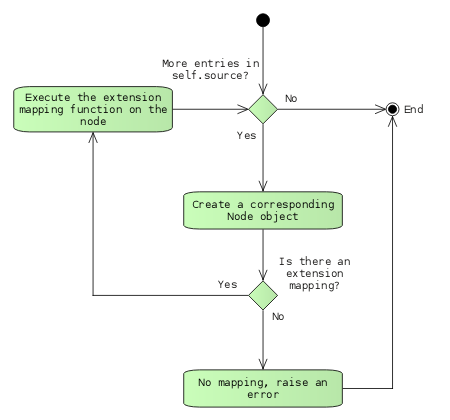 More entries in
self.source?
Execute the extension
mapping function on the
node
No
End
Yes
Create a corresponding
Node object
Is there an
extension
mapping?
Yes
No
No mapping, raise an
error